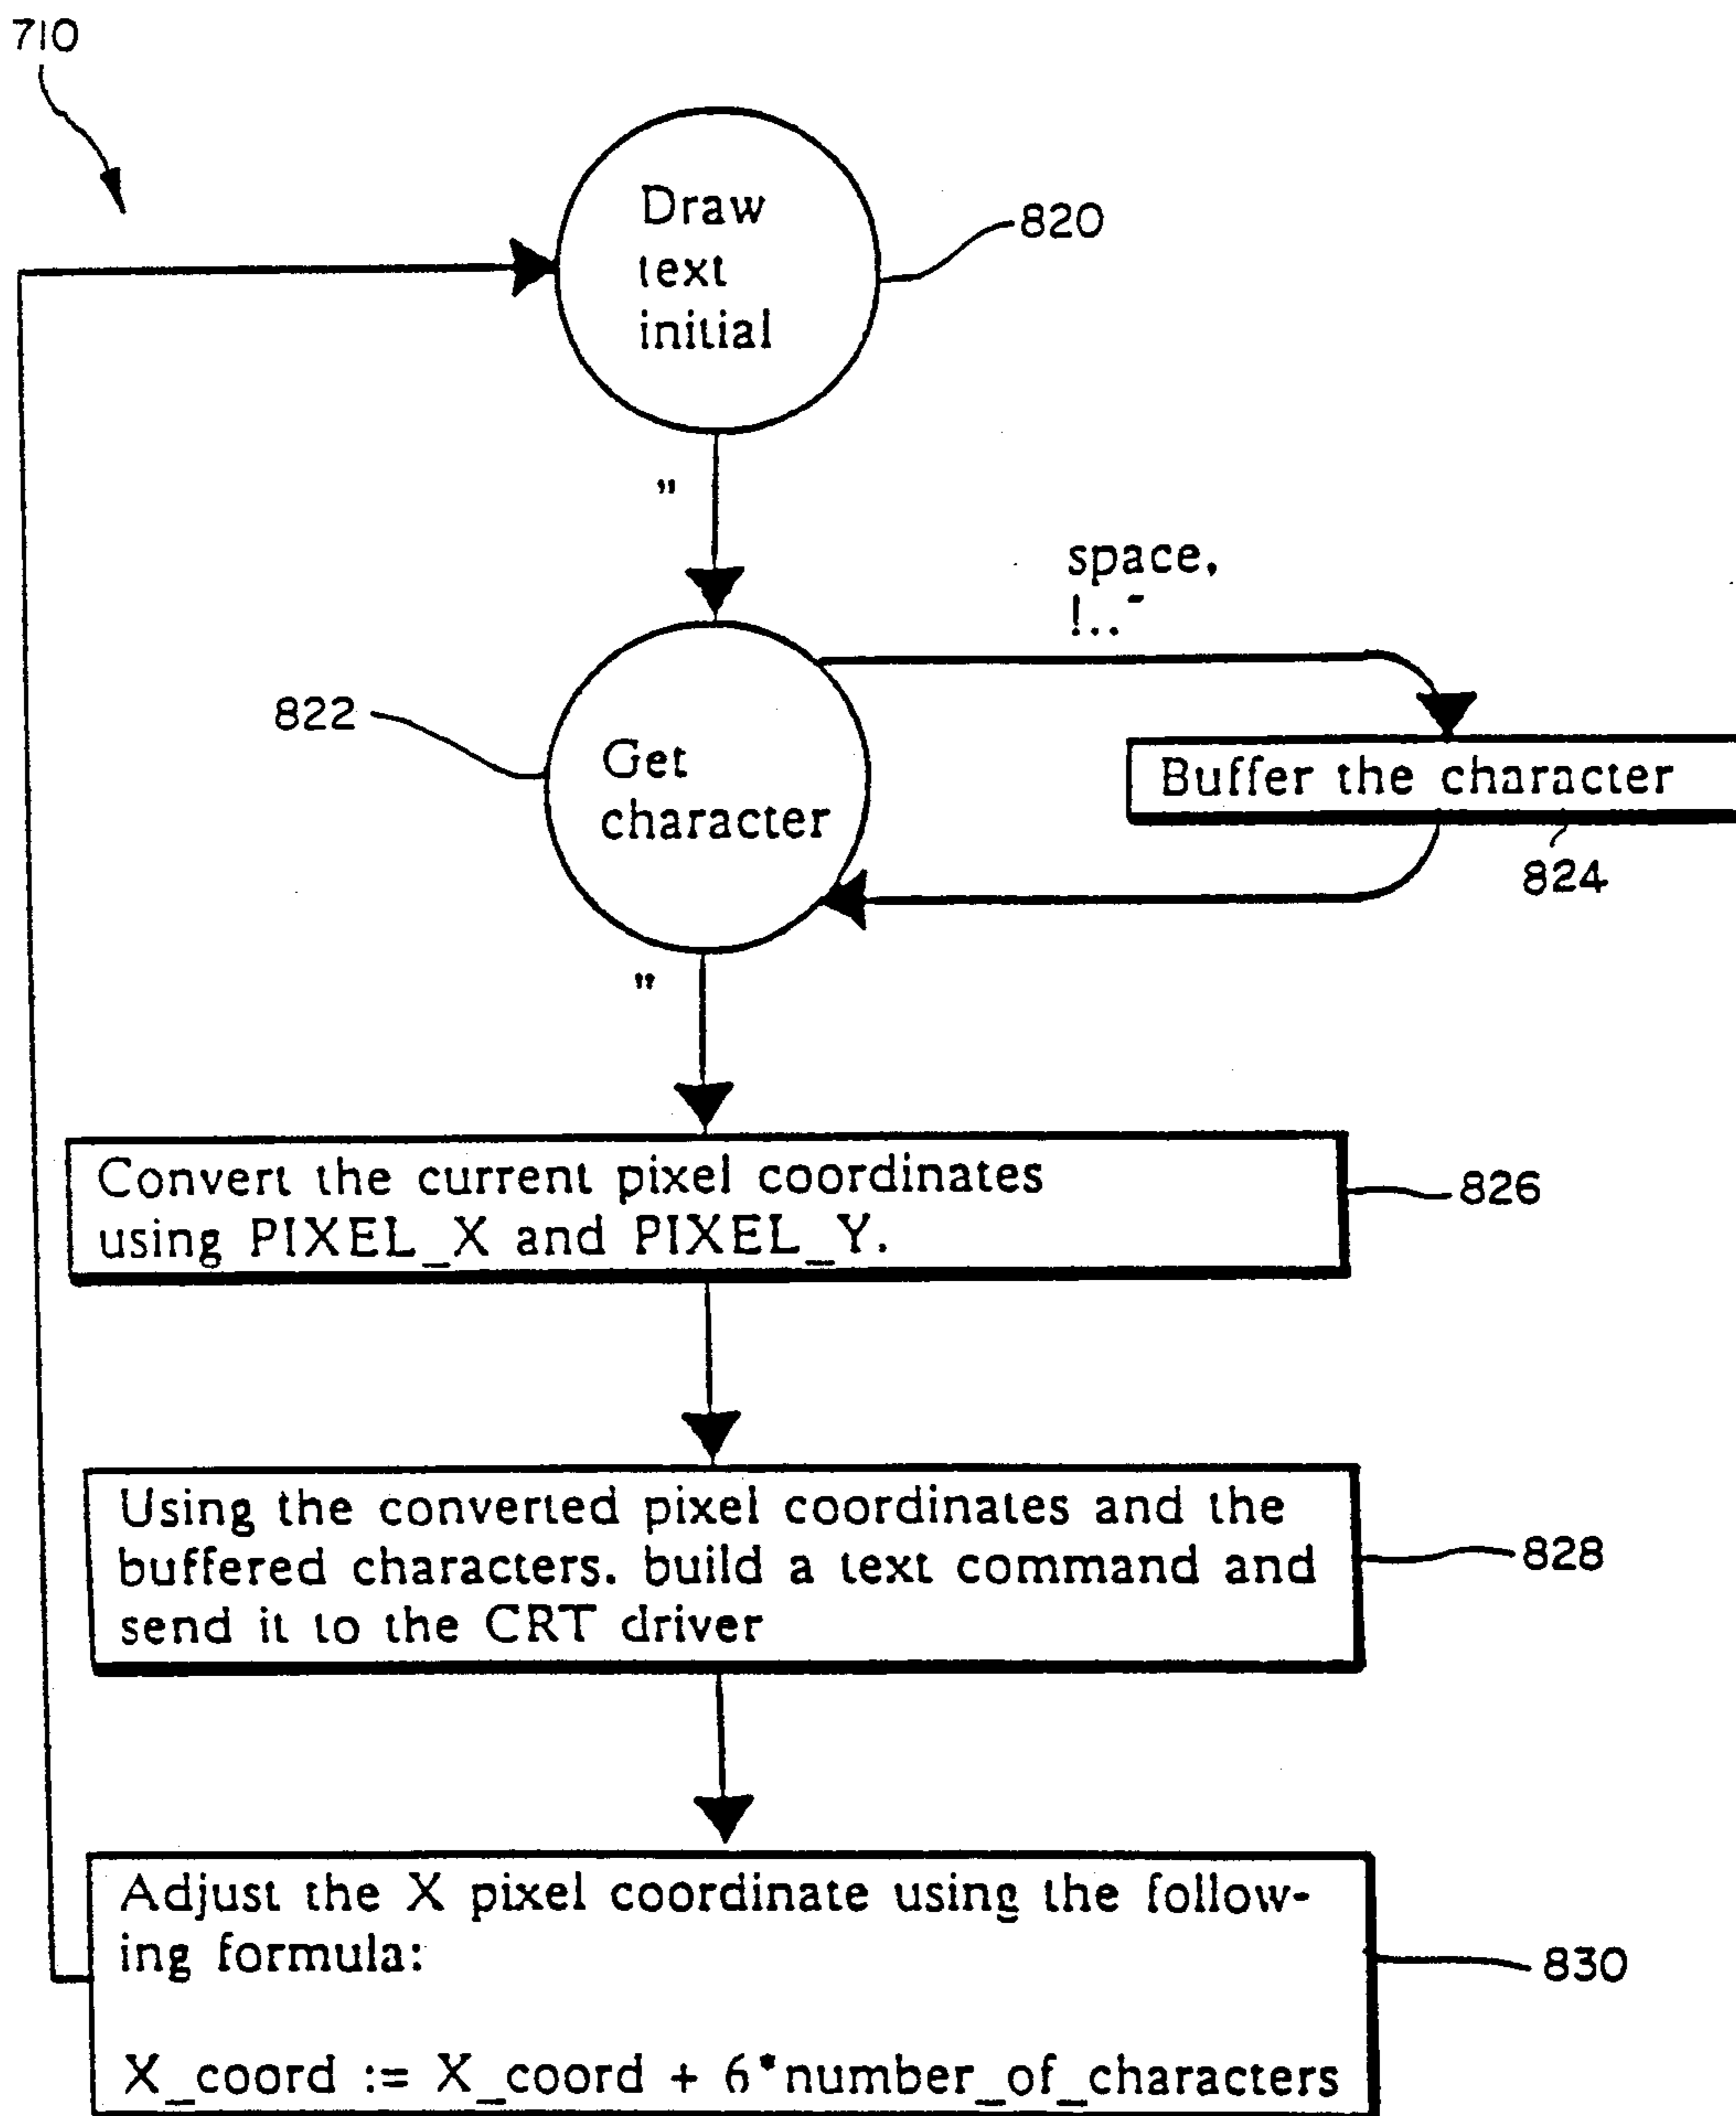 710
Draw
text
initial
820
"
space,
!..~
822
Get
character
Buffer the character
824
"
Convert the current pixel coordinates
using PIXEL_X and PIXEL_Y.
826
Using the converted pixel coordinates and the
buffered characters. build a text command and
send it to the CRT driver
828
Adjust the X pixel coordinate using the follow-
ing formula:
830
X_coord := X_coord + 6*number_of_characters